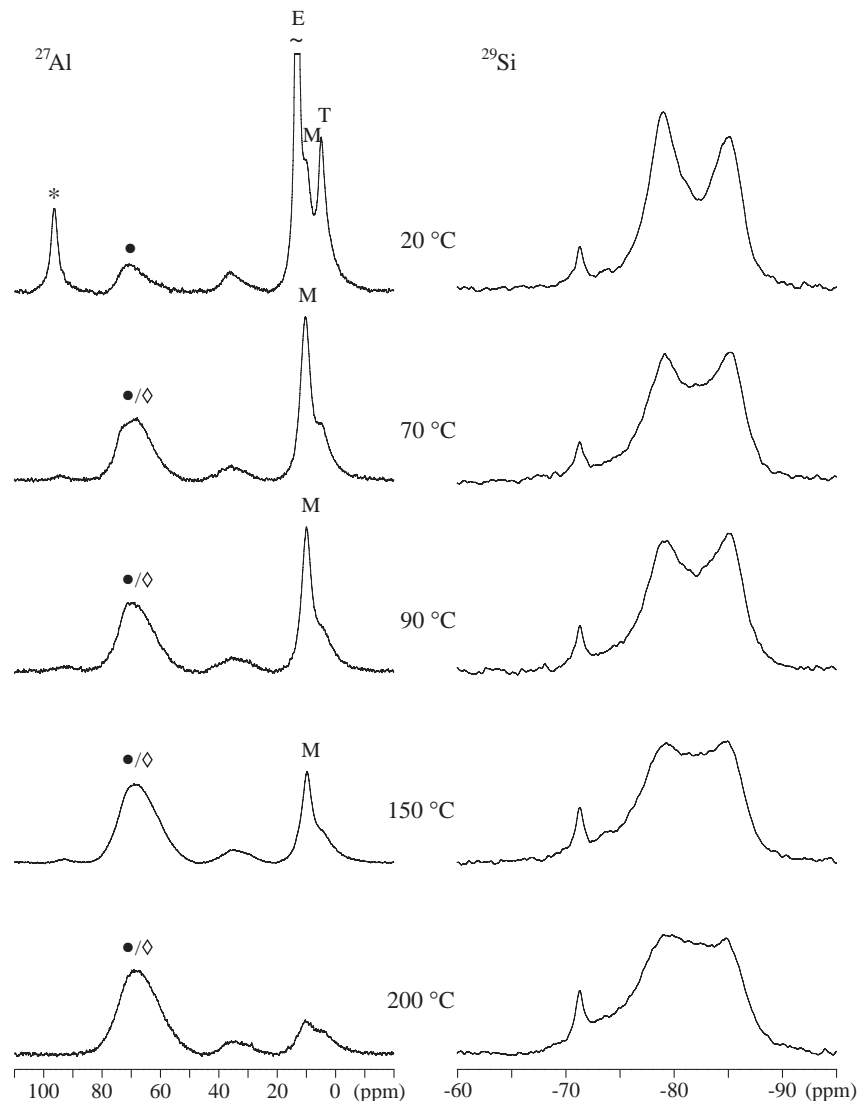 E
~
²⁷Al
²⁹Si
M
T
*
●
20 °C
M
●/◊
70 °C
M
●/◊
90 °C
M
●/◊
150 °C
●/◊
200 °C
100 80 60 40 20 0 (ppm)
-60 -70 -80 -90 (ppm)